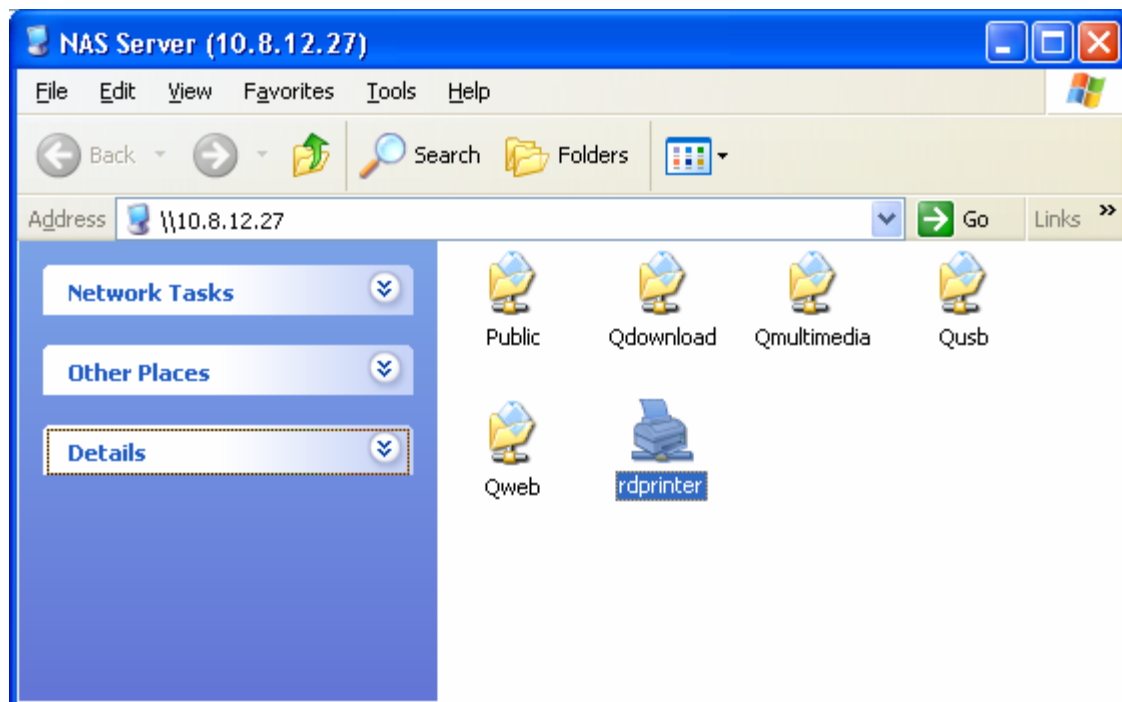 NAS Server (10.8.12.27)
File Edit View Favorites Tools Help
Back Search Folders
Address \\10.8.12.27 Go Links »
Network Tasks
Other Places
Details
Public Qdownload Qmultimedia Qusb
Qweb rdprinter